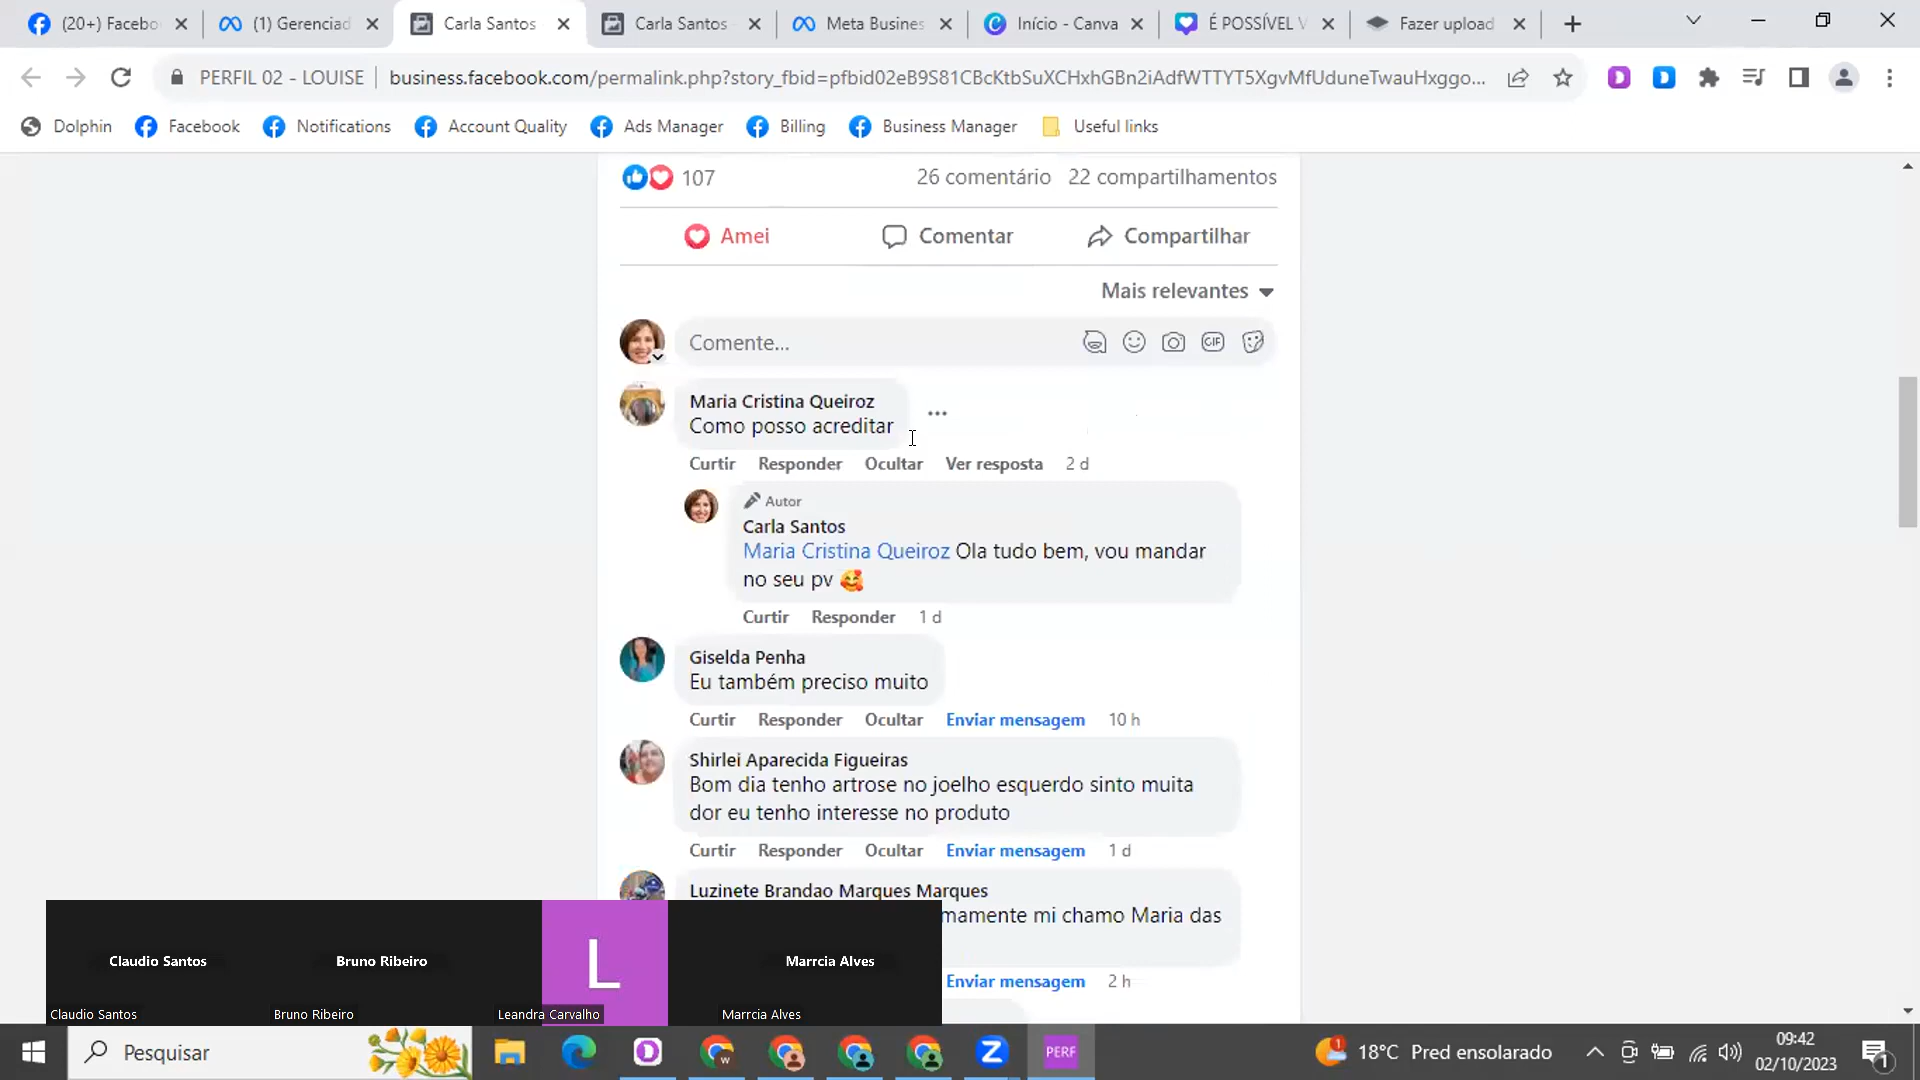 (20+) Facebo
(1) Gerenciad
Carla Santos
Carla Santos
Meta Busines
Início - Canva
É POSSÍVEL V
Fazer upload
PERFIL 02 - LOUISE
business.facebook.com/permalink.php?story_fbid=pfbid02eB9S81CBcKtbSuXCHxhGBn2iAdfWTTYT5XgvMfUduneTwauHxggo...
Dolphin
Facebook
Notifications
Account Quality
Ads Manager
Billing
Business Manager
Useful links
107
26 comentário 22 compartilhamentos
Amei
Comentar
Compartilhar
Mais relevantes
Comente...
GIF
Maria Cristina Queiroz
Como posso acreditar
Curtir Responder Ocultar Ver resposta 2 d
Autor
Carla Santos
Maria Cristina Queiroz Ola tudo bem, vou mandar
no seu pv 🥰
Curtir Responder 1 d
Giselda Penha
Eu também preciso muito
Curtir Responder Ocultar Enviar mensagem 10 h
Shirlei Aparecida Figueiras
Bom dia tenho artrose no joelho esquerdo sinto muita
dor eu tenho interesse no produto
Curtir Responder Ocultar Enviar mensagem 1 d
Luzinete Brandao Marques Marques
mamente mi chamo Maria das
Enviar mensagem 2 h
Claudio Santos
Bruno Ribeiro
L
Marrcia Alves
Claudio Santos
Bruno Ribeiro
Leandra Carvalho
Marrcia Alves
Pesquisar
W
PERF
1
18°C Pred ensolarado
09:42
02/10/2023
1